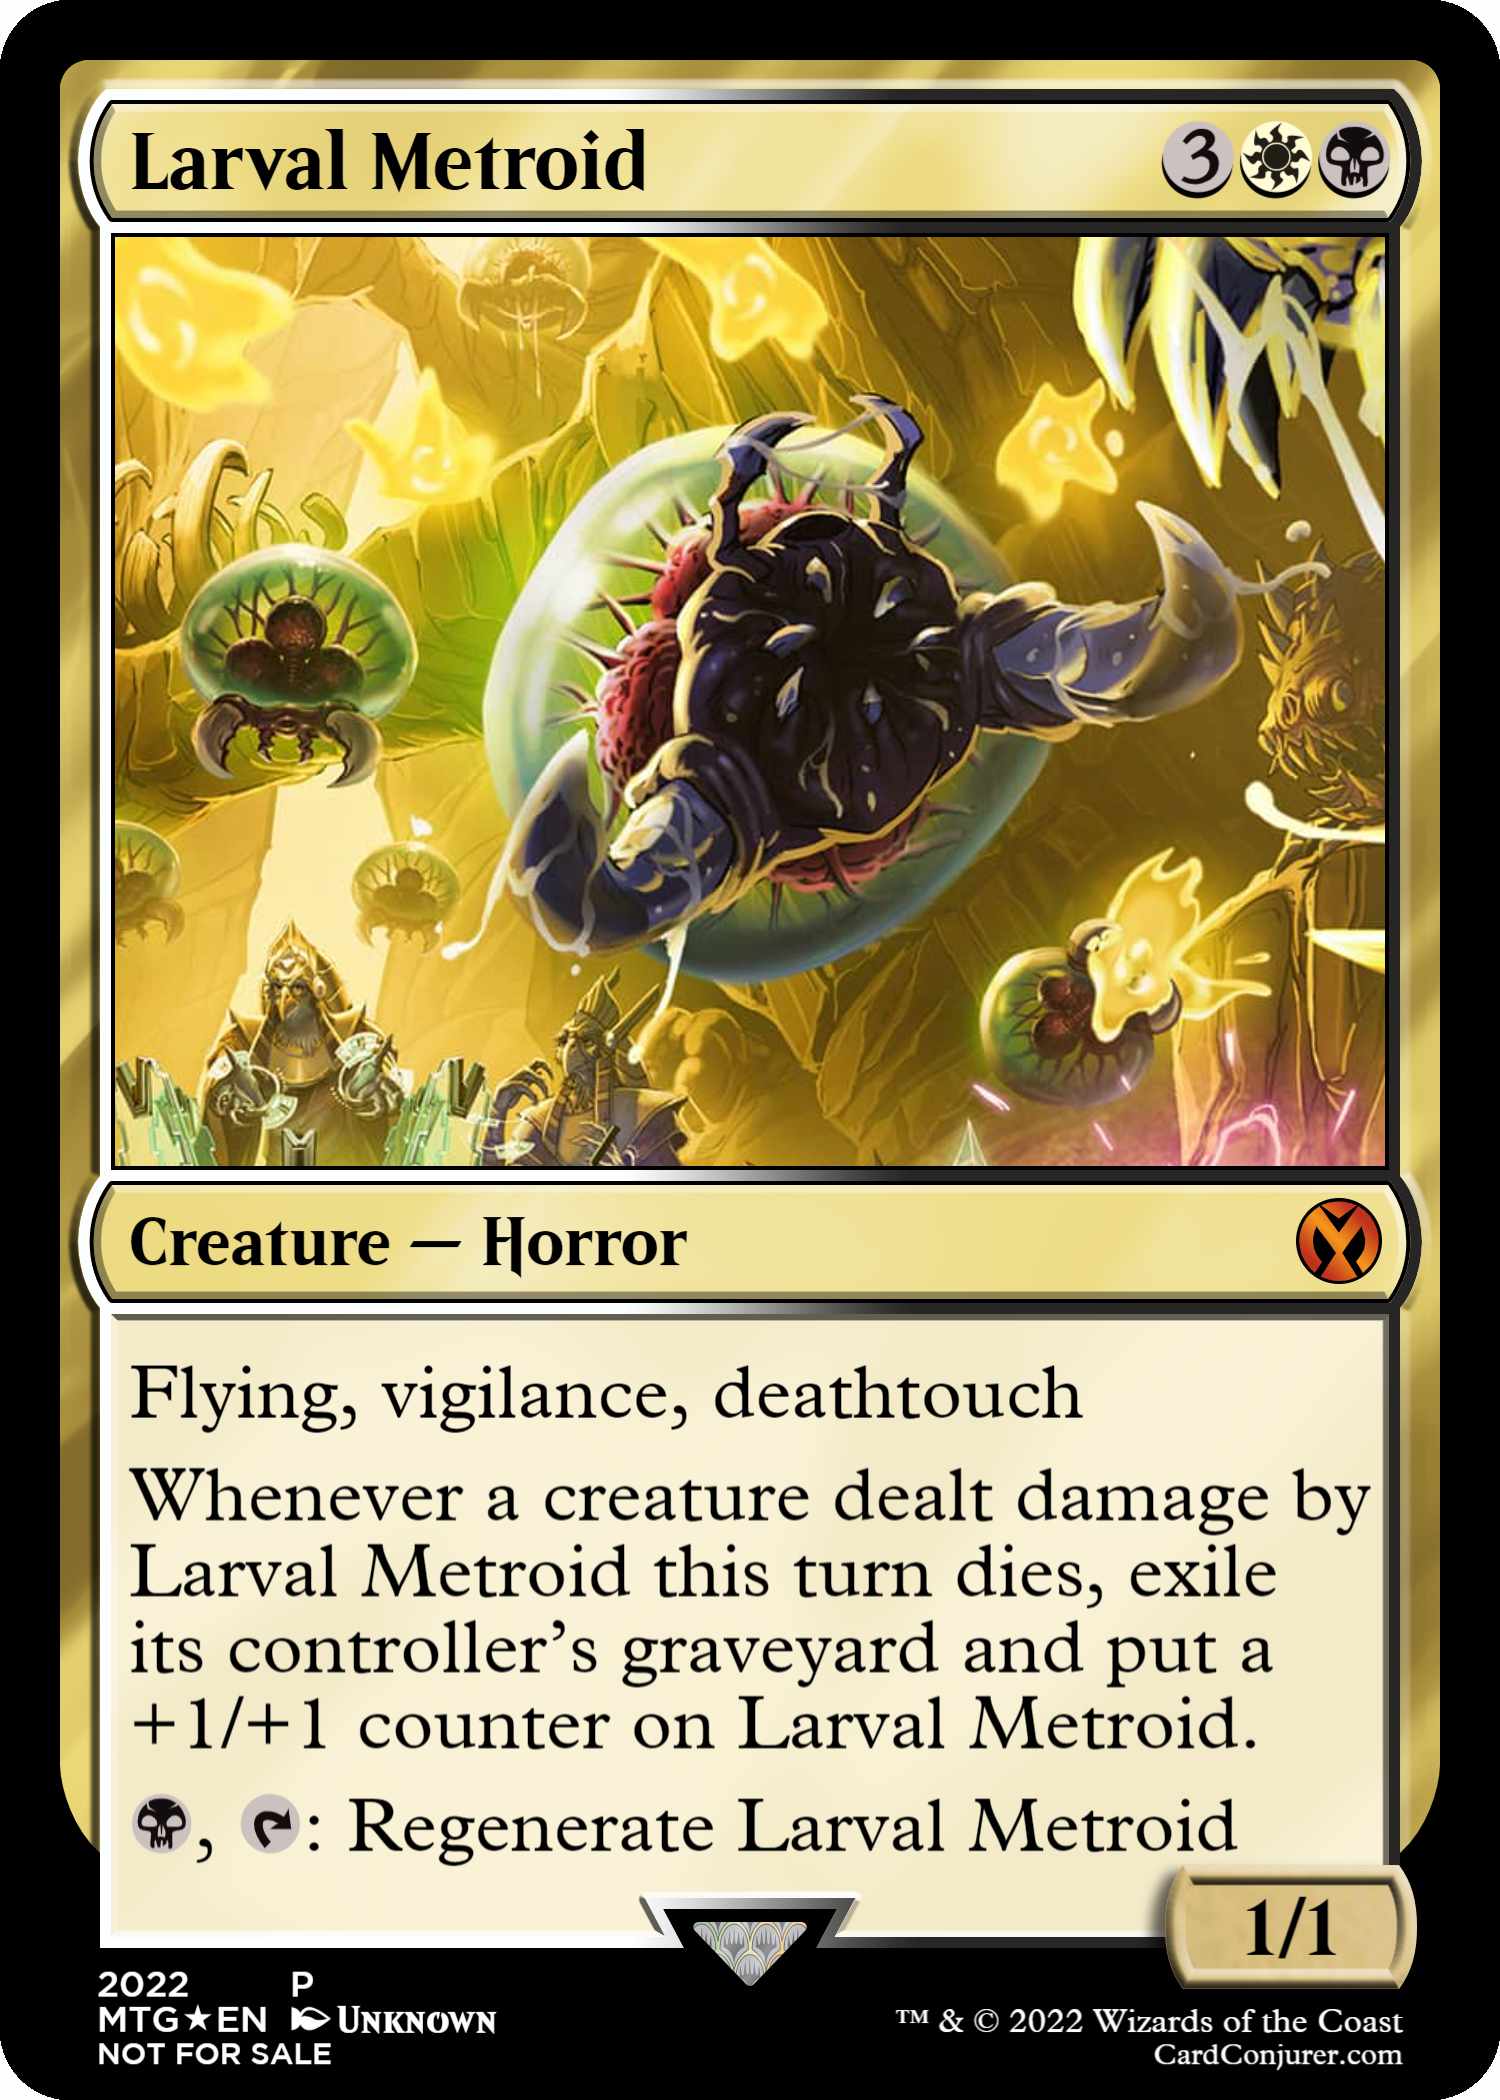 Larval Metroid 3
Creature — Horror
Flying, vigilance, deathtouch
Whenever a creature dealt damage by
Larval Metroid this turn dies, exile
its controller’s graveyard and put a
+1/+1 counter on Larval Metroid.
, : Regenerate Larval Metroid
1/1
2022 P
MTG★EN Unknown
NOT FOR SALE
™ & © 2022 Wizards of the Coast
CardConjurer.com